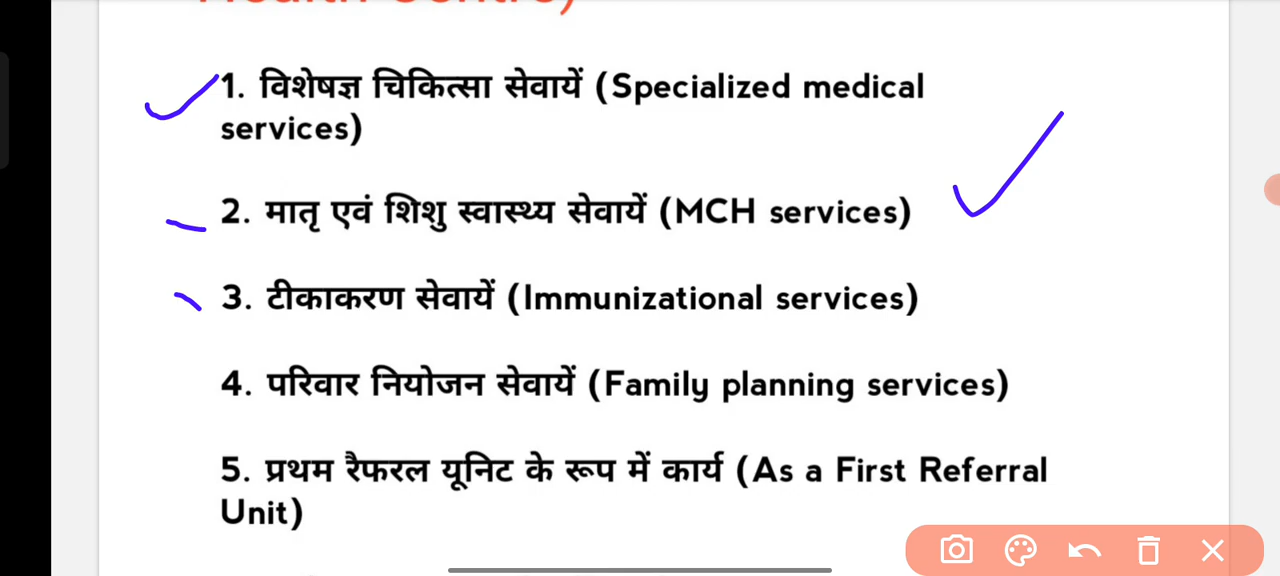 1. विशेषज्ञ चिकित्सा सेवायें (Specialized medical
services)
2. मातृ एवं शिशु स्वास्थ्य सेवायें (MCH services)
3. टीकाकरण सेवायें (Immunizational services)
4. परिवार नियोजन सेवायें (Family planning services)
5. प्रथम रैफरल यूनिट के रूप में कार्य (As a First Referral
Unit)